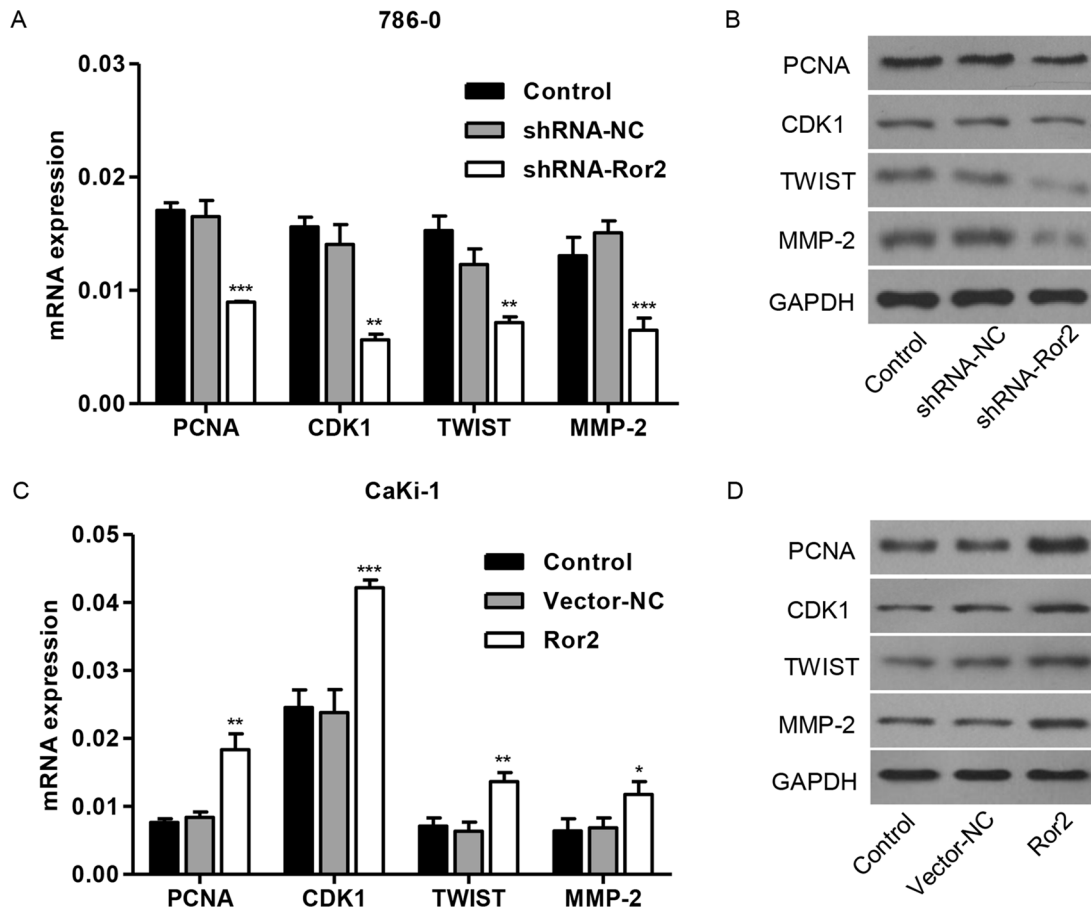 A
786-0
0.03
0.02
0.01
0.00
mRNA expression
Control
shRNA-NC
shRNA-Ror2
***
**
**
***
PCNA CDK1 TWIST MMP-2
B
PCNA
CDK1
TWIST
MMP-2
GAPDH
Control shRNA-NC shRNA-Ror2
C
CaKi-1
0.05
0.04
0.03
0.02
0.01
0.00
mRNA expression
Control
Vector-NC
Ror2
**
***
**
*
PCNA CDK1 TWIST MMP-2
D
PCNA
CDK1
TWIST
MMP-2
GAPDH
Control Vector-NC Ror2